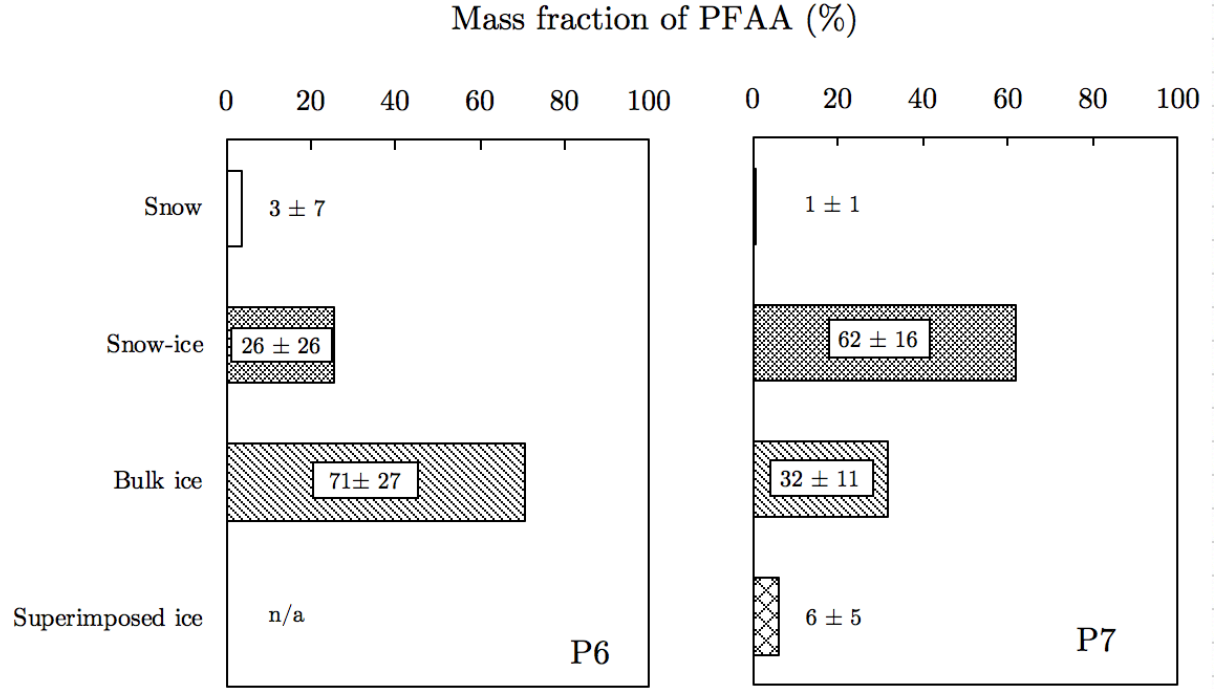 Mass fraction of PFAA (%)
0 20 40 60 80 100
0 20 40 60 80 100
Snow
3 ± 7
1 ± 1
Snow-ice
26 ± 26
62 ± 16
Bulk ice
71± 27
32 ± 11
Superimposed ice
n/a
6 ± 5
P6
P7